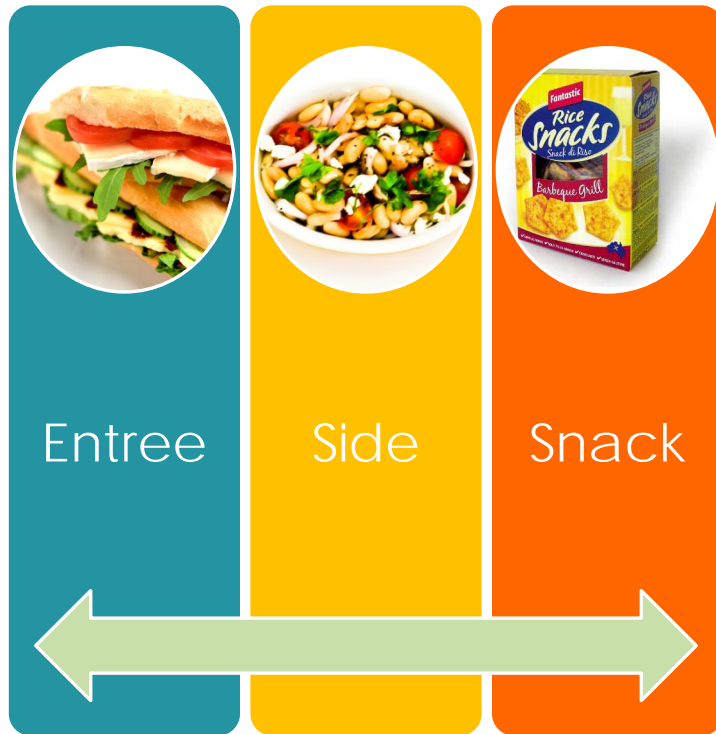 Fantastic
Rice
Snacks
Snack di Riso
Barbeque Grill
Entree
Side
Snack